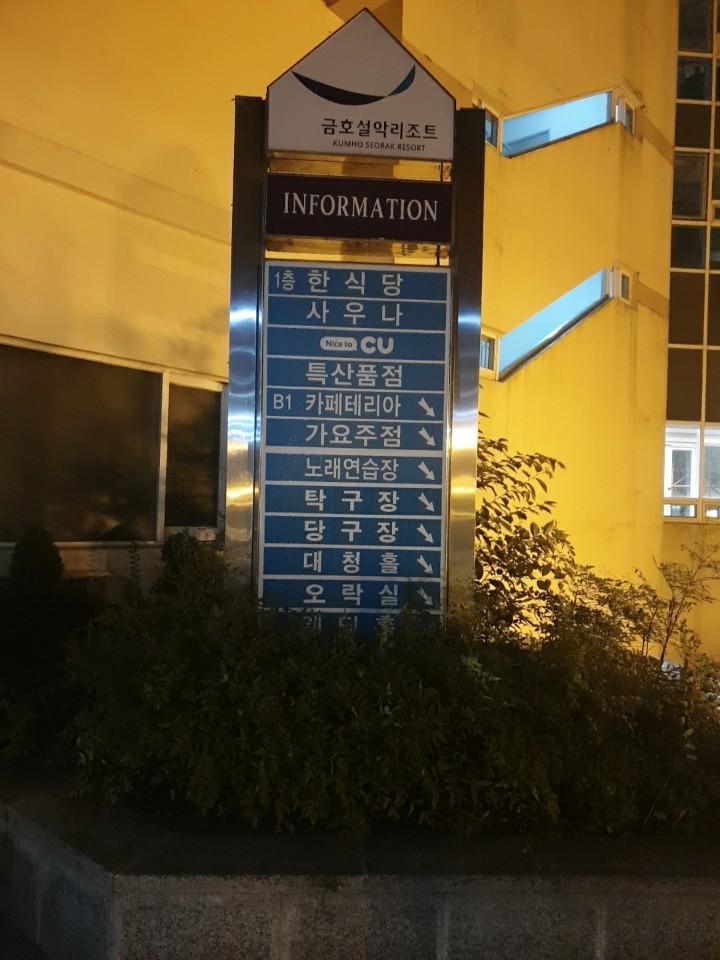 금호설악리조트
KUMHO SEORAK RESORT
INFORMATION
1층 한식당
사우나
Nice to CU
특산품점
B1 카페테리아
가요주점
노래연습장
탁구장
당구장
대청홀
오락실